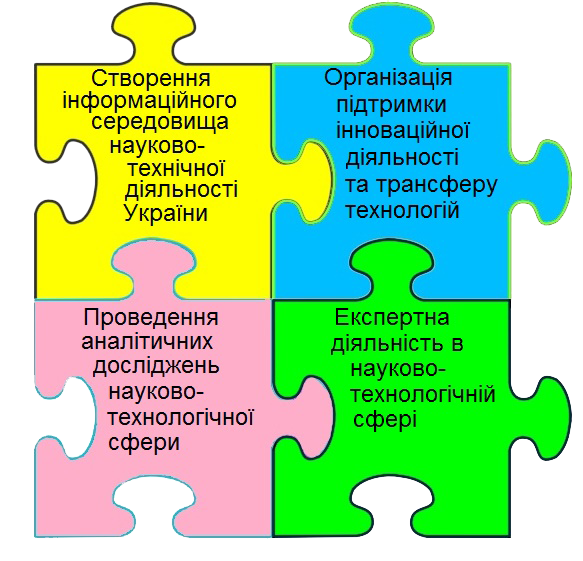 Створення
інформаційного
середовища
науково-
технічної
діяльності
України
Організація
підтримки
інноваційної
діяльності
та трансферу
технологій
Проведення
аналітичних
досліджень
науково-
технологічної
сфери
Експертна
діяльність в
науково-
технологічній
сфері